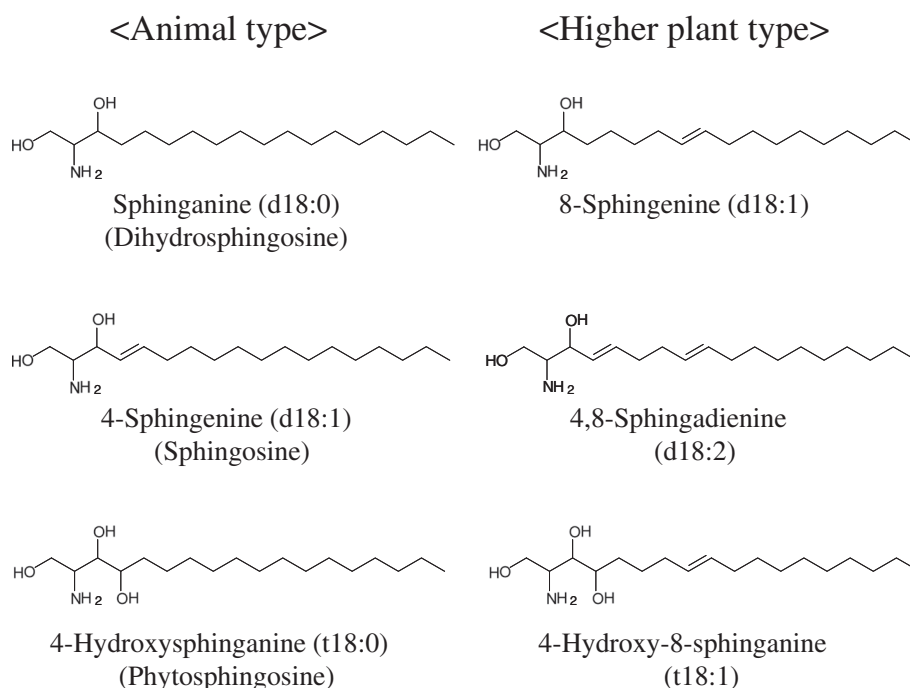 <Animal type>
<Higher plant type>
OH
HO
NH2
Sphinganine (d18:0)
(Dihydrosphingosine)
OH
HO
NH2
8-Sphingenine (d18:1)
OH
HO
NH2
4-Sphingenine (d18:1)
(Sphingosine)
OH
HO
NH2
4,8-Sphingadienine
(d18:2)
OH
HO
NH2 OH
4-Hydroxysphinganine (t18:0)
(Phytosphingosine)
OH
HO
NH2 OH
4-Hydroxy-8-sphinganine
(t18:1)